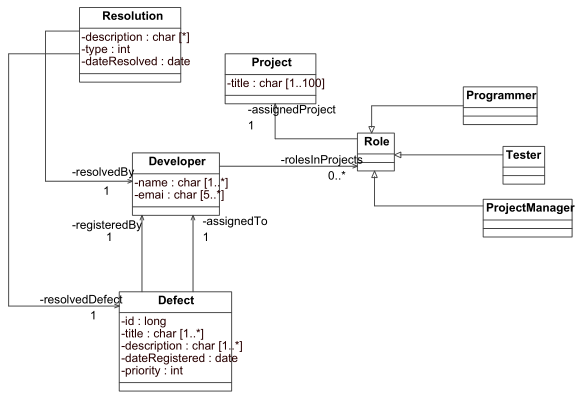 Resolution
-description : char [*]
-type : int
-dateResolved : date
Project
-title : char [1..100]
-assignedProject
1
Programmer
Role
Tester
ProjectManager
Developer
-name : char [1..*]
-emai : char [5..*]
-rolesInProjects
0..*
-resolvedBy
1
-registeredBy
1
-assignedTo
1
-resolvedDefect
1
Defect
-id : long
-title : char [1..*]
-description : char [1..*]
-dateRegistered : date
-priority : int